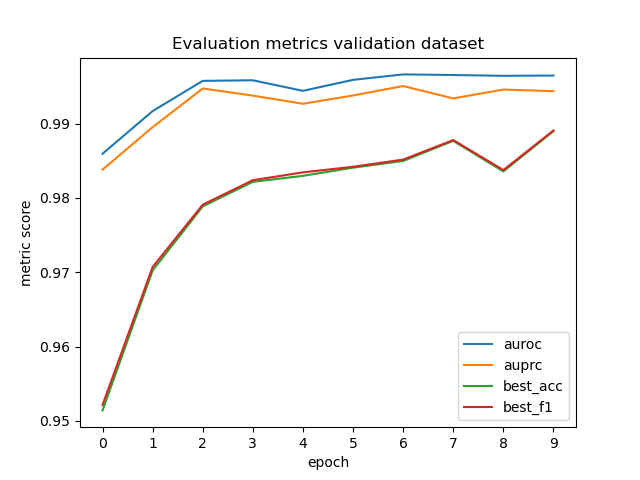 Evaluation metrics validation dataset
metric score
0.99
0.98
0.97
0.96
0.95
auroc
auprc
best_acc
best_f1
0 1 2 3 4 5 6 7 8 9
epoch